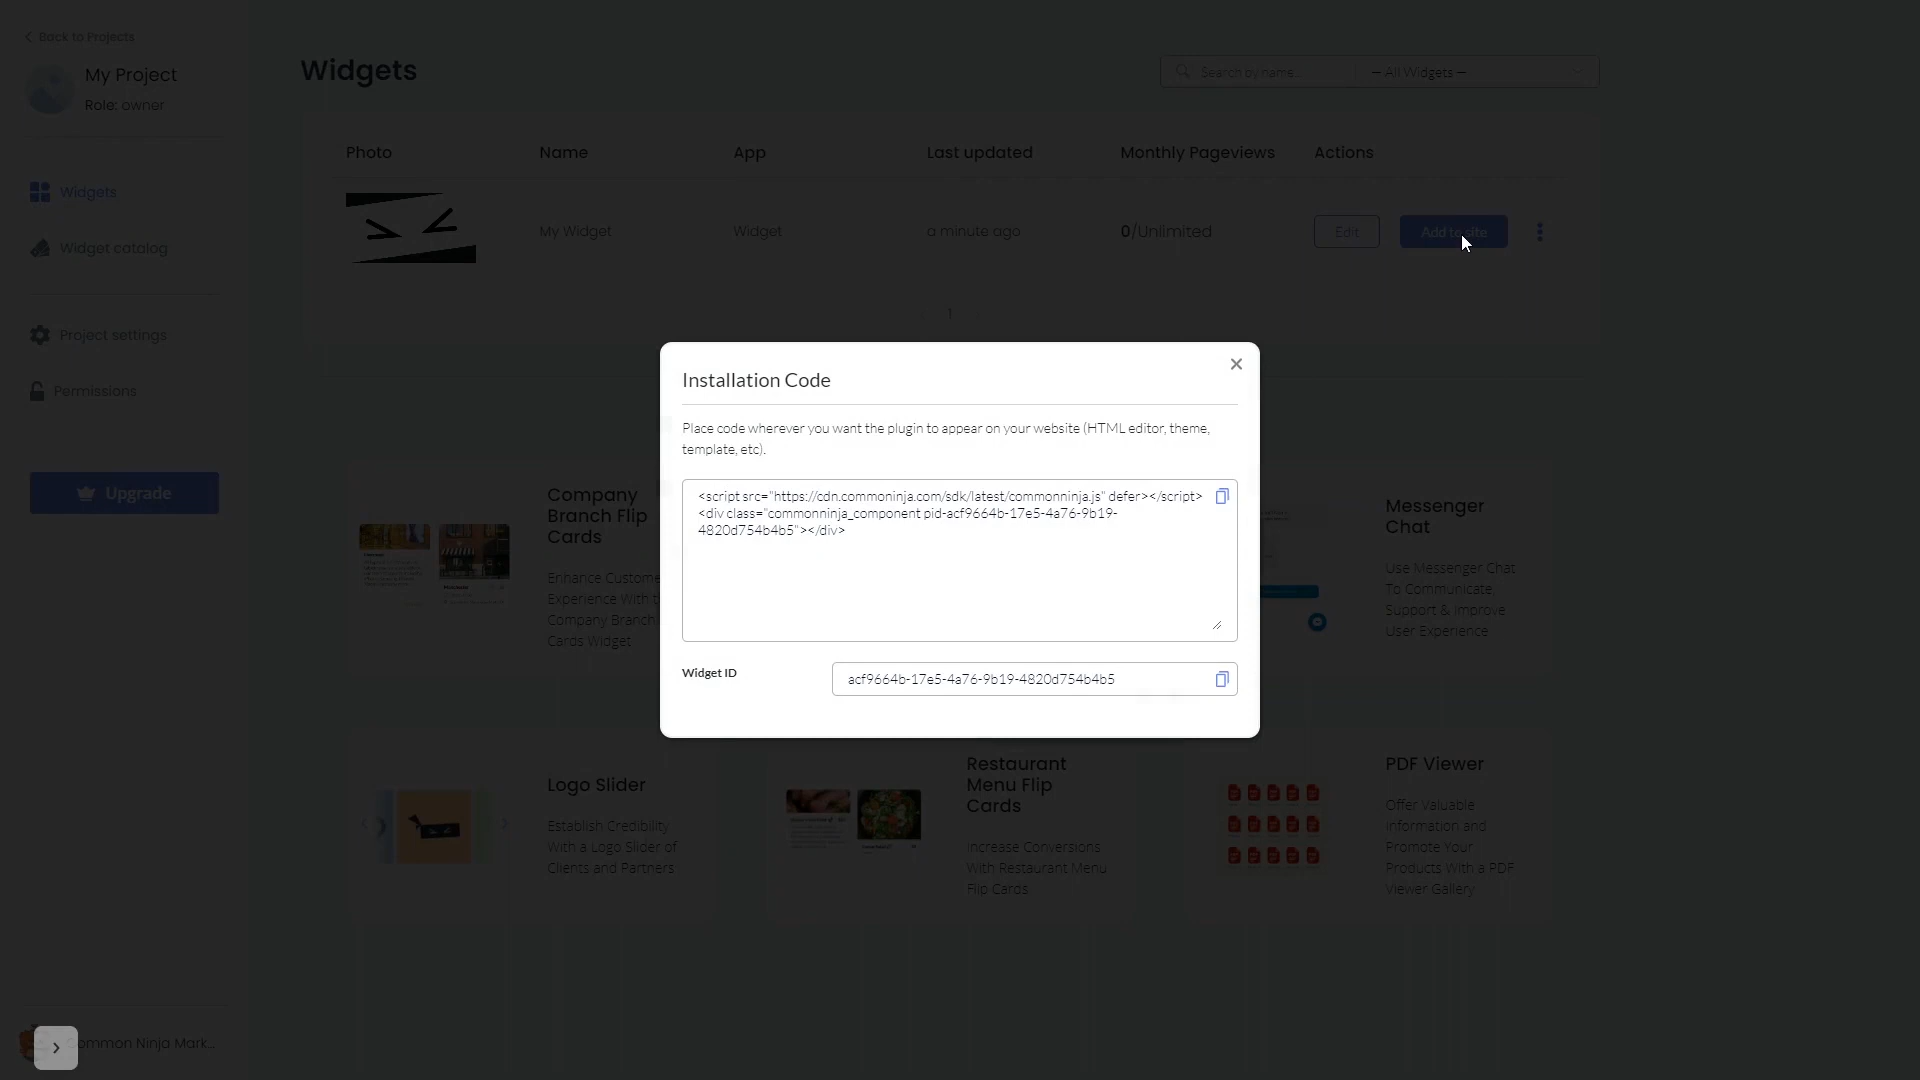 Back to Projects
My Project
Role: owner
Widgets
Widget catalog
Project settings
Permissions
Upgrade
Common Ninja Mark...
Widgets
Search by name...
— All Widgets —
Photo
Name
App
Last updated
Monthly Pageviews
Actions
My Widget
Widget
a minute ago
0/Unlimited
Edit
Add to site
1
Installation Code
Place code wherever you want the plugin to appear on your website (HTML editor, theme,
template, etc).
<script src="https://cdn.commoninja.com/sdk/latest/commonninja.js" defer></script>
<div class="commonninja_component pid-acf9664b-17e5-4a76-9b19-
4820d754b4b5"></div>
Widget ID
acf9664b-17e5-4a76-9b19-4820d754b4b5
Company
Branch Flip
Cards
Enhance Custome
Experience With
Company Branch
Cards Widget
Messenger
Chat
Use Messenger Chat
To Communicate,
Support & Improve
User Experience
Logo Slider
Establish Credibility
With a Logo Slider of
Clients and Partners
Restaurant
Menu Flip
Cards
Increase Conversions
With Restaurant Menu
Flip Cards
PDF Viewer
Offer Valuable
Information and
Promote Your
Products With a PDF
Viewer Gallery